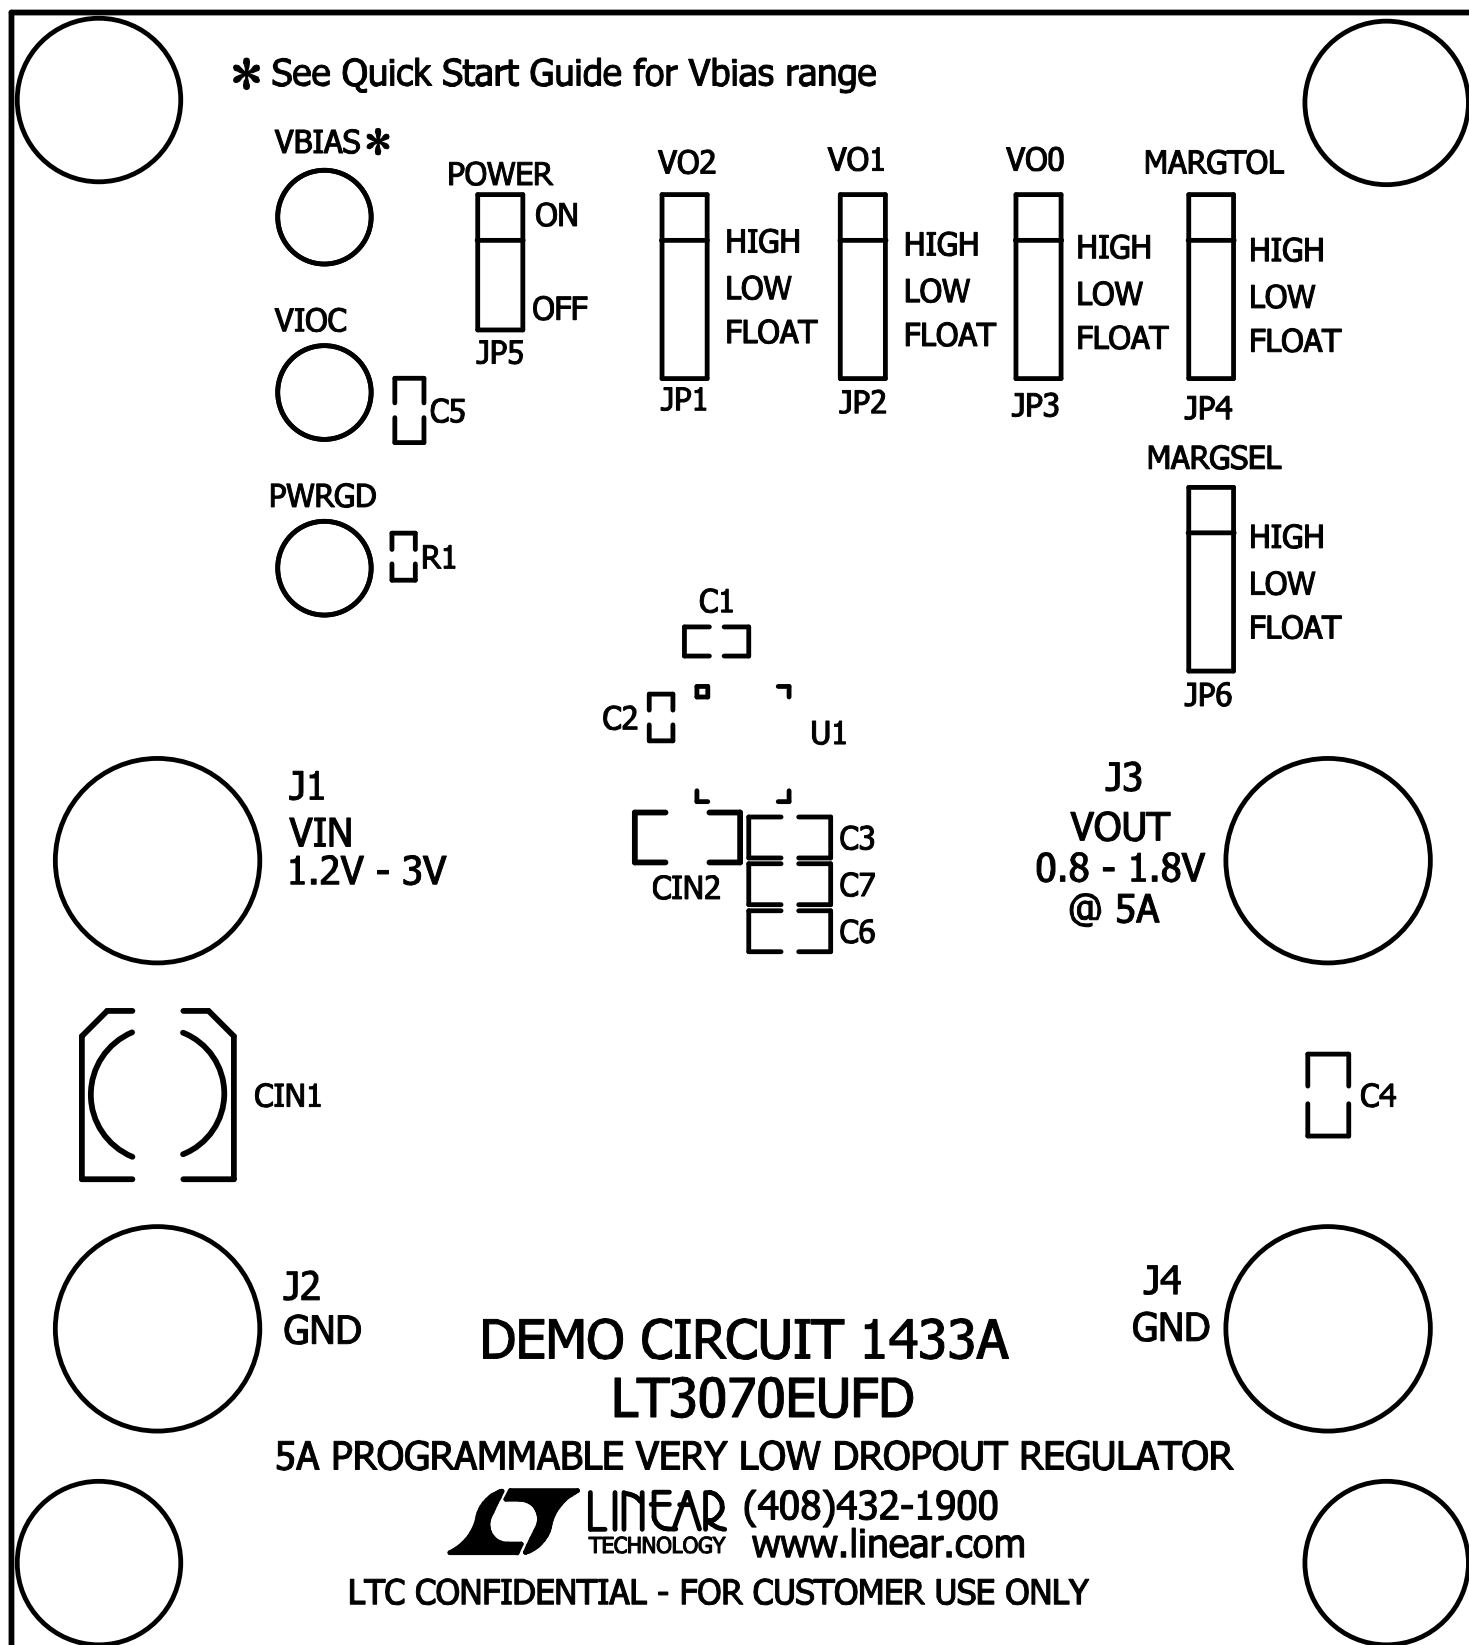 * See Quick Start Guide for Vbias range
VBIAS*
POWER
ON
OFF
JP5
VO2
HIGH
LOW
FLOAT
JP1
VO1
HIGH
LOW
FLOAT
JP2
VO0
HIGH
LOW
FLOAT
JP3
MARGTOL
HIGH
LOW
FLOAT
JP4
VIOC
C5
MARGSEL
HIGH
LOW
FLOAT
JP6
PWRGD
R1
C1
C2
U1
J1
VIN
1.2V - 3V
CIN2
C3
C7
C6
J3
VOUT
0.8 - 1.8V
@ 5A
CIN1
C4
J2
GND
J4
GND
DEMO CIRCUIT 1433A
LT3070EUFD
5A PROGRAMMABLE VERY LOW DROPOUT REGULATOR
LINEAR
TECHNOLOGY
(408)432-1900
www.linear.com
LTC CONFIDENTIAL - FOR CUSTOMER USE ONLY